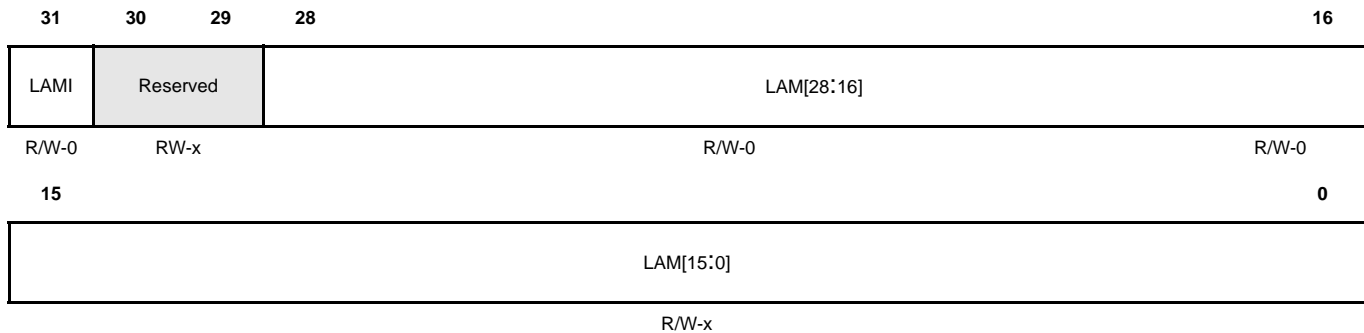 31 30 29 28 16
LAMI Reserved LAM[28:16]
R/W-0 RW-x R/W-0 R/W-0
15 0
LAM[15:0]
R/W-x